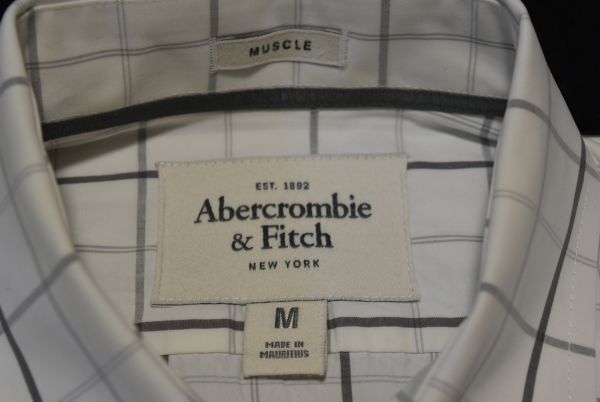 MUSCLE
EST. 1892
Abercrombie
& Fitch
NEW YORK
M
MADE IN
MAURITIUS